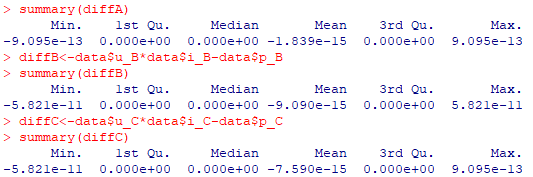 > summary(diffA)
Min. 1st Qu. Median Mean 3rd Qu. Max.
-9.095e-13 0.000e+00 0.000e+00 -1.839e-15 0.000e+00 9.095e-13
> diffB<-data$u_B*data$i_B-data$p_B
> summary(diffB)
Min. 1st Qu. Median Mean 3rd Qu. Max.
-5.821e-11 0.000e+00 0.000e+00 -9.090e-15 0.000e+00 5.821e-11
> diffC<-data$u_C*data$i_C-data$p_C
> summary(diffC)
Min. 1st Qu. Median Mean 3rd Qu. Max.
-5.821e-11 0.000e+00 0.000e+00 -7.590e-15 0.000e+00 9.095e-13